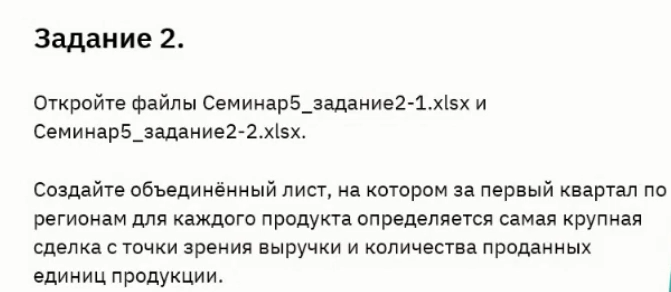 Задание 2.
Откройте файлы Семинар5_задание2-1.xlsx и
Семинар5_задание2-2.xlsx.
Создайте объединённый лист, на котором за первый квартал по
регионам для каждого продукта определяется самая крупная
сделка с точки зрения выручки и количества проданных
единиц продукции.